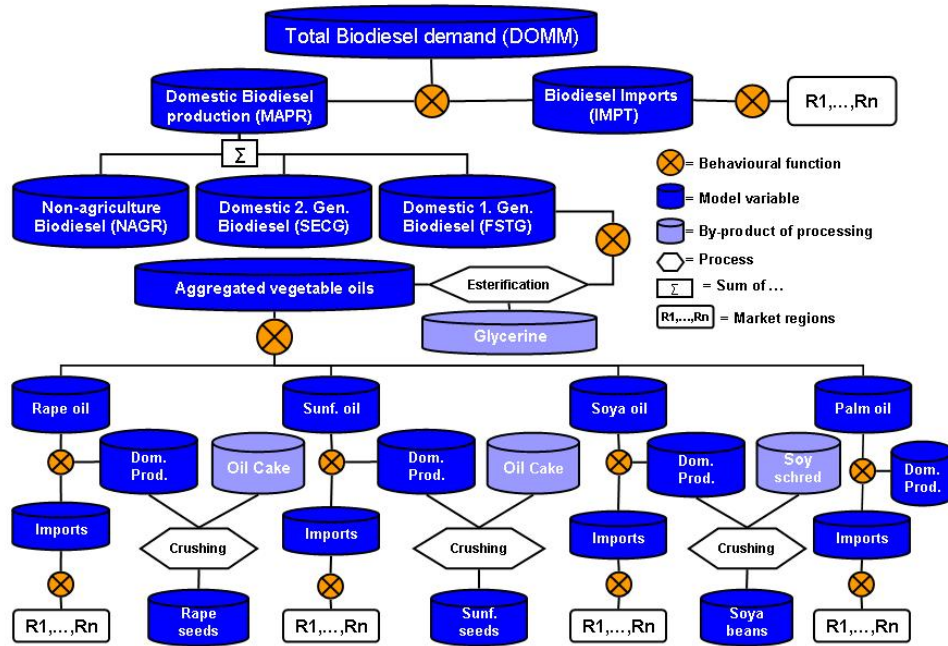 Total Biodiesel demand (DOMM)
Domestic Biodiesel
production (MAPR)
Biodiesel Imports
(IMPT)
R1,...,Rn
Σ
Non-agriculture
Biodiesel (NAGR)
Domestic 2. Gen.
Biodiesel (SECG)
Domestic 1. Gen.
Biodiesel (FSTG)
= Behavioural function
= Model variable
= By-product of processing
= Process
Σ = Sum of ...
R1,...,Rn = Market regions
Aggregated vegetable oils
Esterification
Glycerine
Rape oil
Sunf. oil
Soya oil
Palm oil
Dom.
Prod.
Oil Cake
Dom.
Prod.
Oil Cake
Dom.
Prod.
Soy
schred
Dom.
Prod.
Imports
Crushing
Imports
Crushing
Imports
Crushing
Imports
R1,...,Rn
Rape
seeds
R1,...,Rn
Sunf.
seeds
R1,...,Rn
Soya
beans
R1,...,Rn